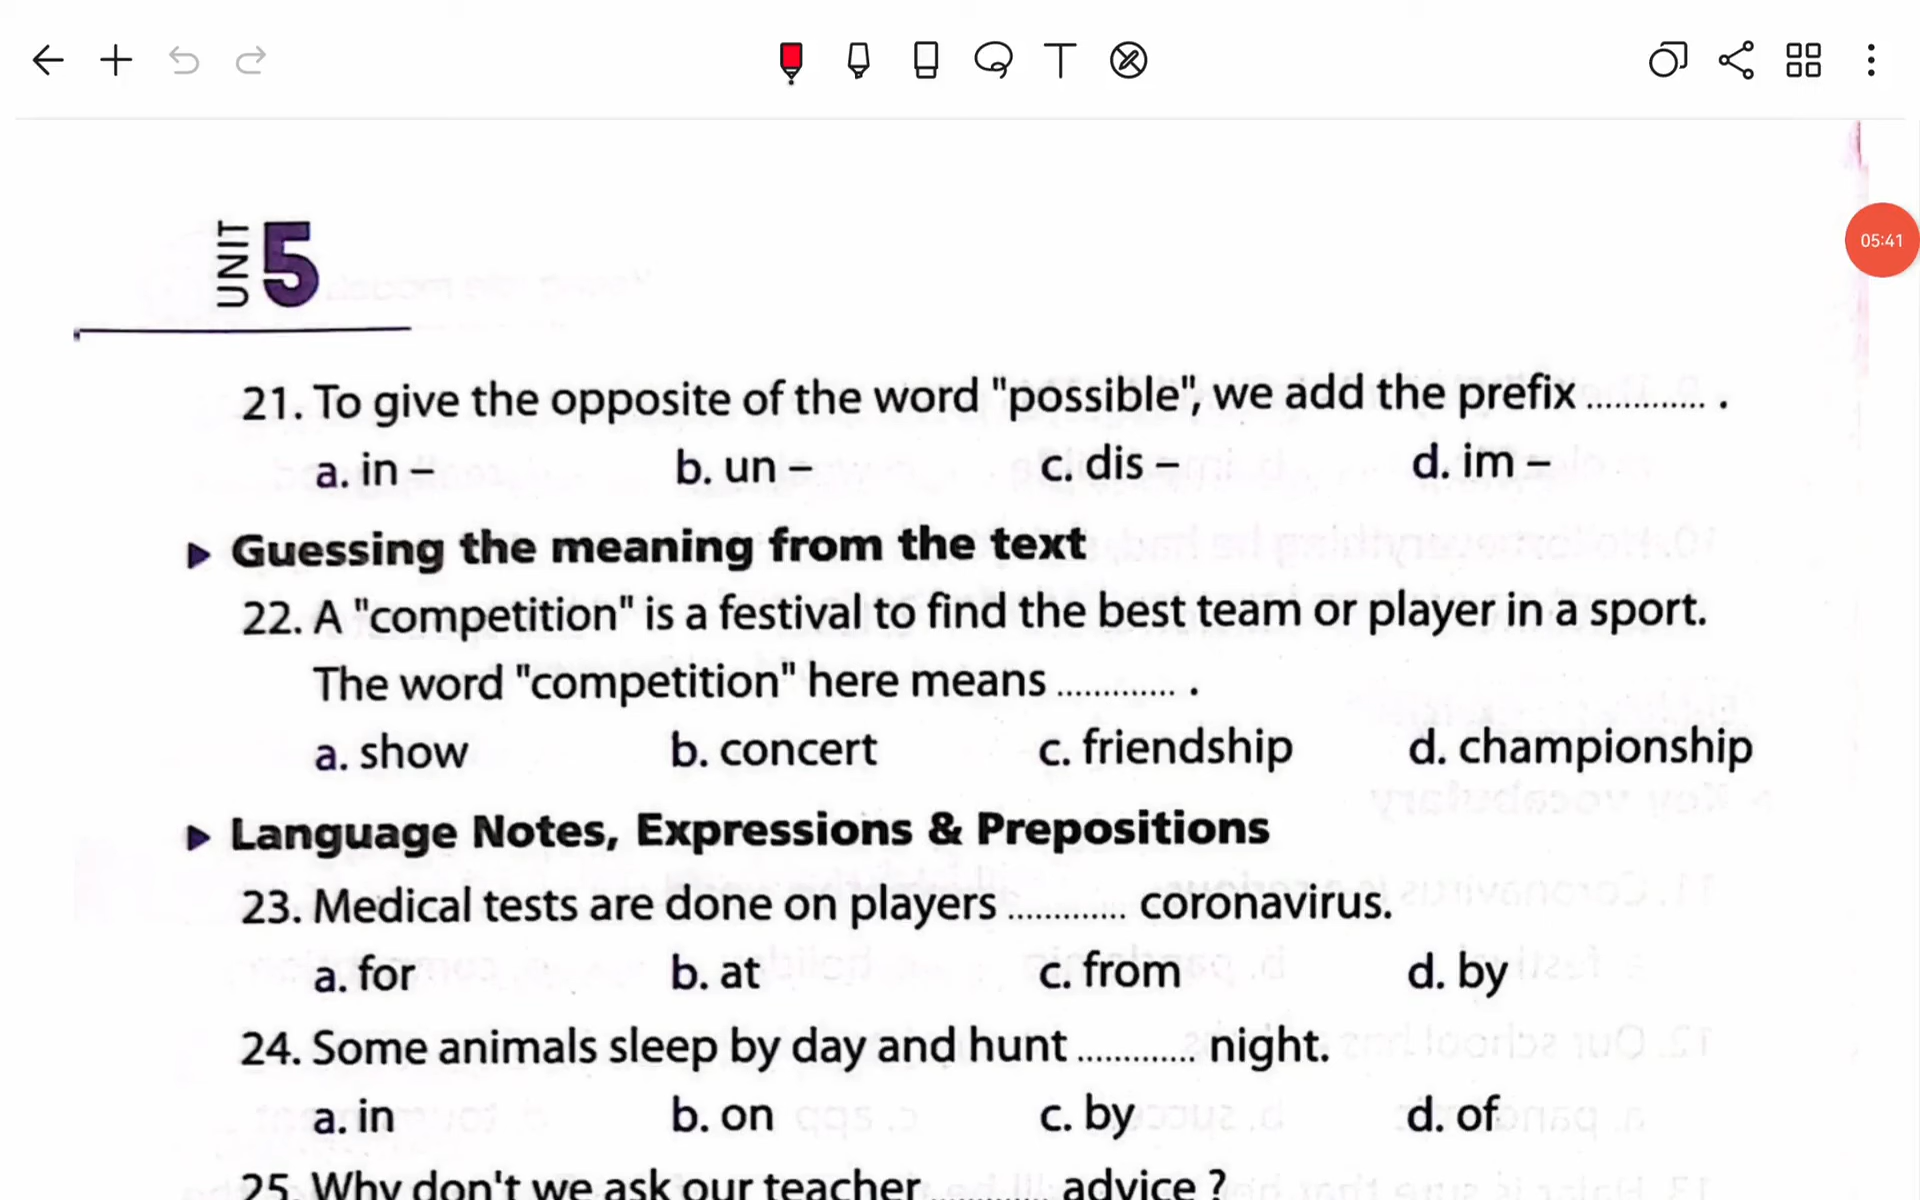 05:41
UNIT 5
21. To give the opposite of the word "possible", we add the prefix ............. .
a. in – b. un – c. dis – d. im –
Guessing the meaning from the text
22. A "competition" is a festival to find the best team or player in a sport.
The word "competition" here means ............. .
a. show b. concert c. friendship d. championship
Language Notes, Expressions & Prepositions
23. Medical tests are done on players ............. coronavirus.
a. for b. at c. from d. by
24. Some animals sleep by day and hunt ............. night.
a. in b. on c. by d. of
25. Why don't we ask our teacher ............. advice ?